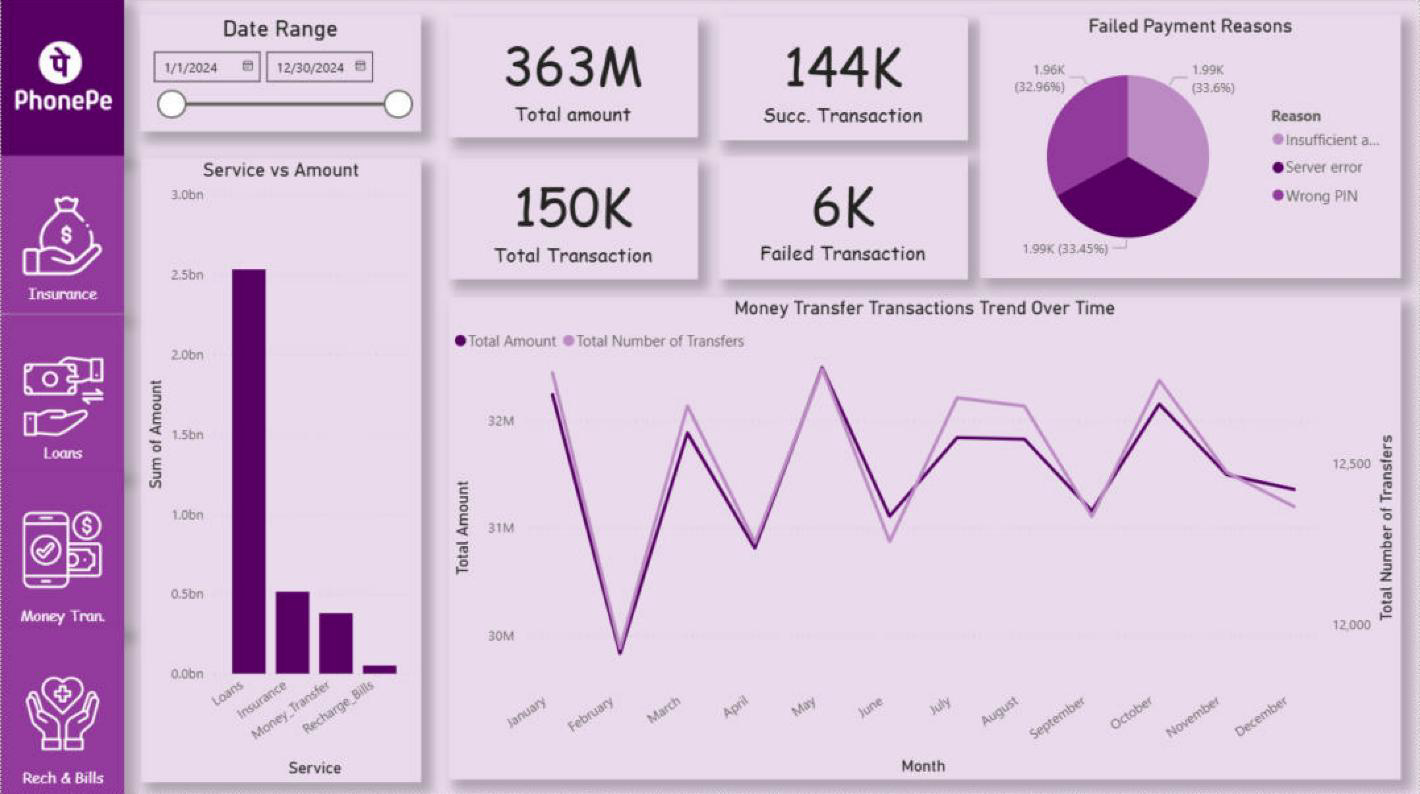 पे
PhonePe
Insurance
Loans
Money Tran.
Rech & Bills
Date Range
1/1/2024
12/30/2024
363M
Total amount
144K
Succ. Transaction
150K
Total Transaction
6K
Failed Transaction
Failed Payment Reasons
1.96K
(32.96%)
1.99K
(33.6%)
1.99K (33.45%)
Reason
Insufficient a...
Server error
Wrong PIN
Service vs Amount
Sum of Amount
3.0bn
2.5bn
2.0bn
1.5bn
1.0bn
0.5bn
0.0bn
Loans
Insurance
Money_Transfer
Recharge_Bills
Service
Money Transfer Transactions Trend Over Time
Total Amount
Total Number of Transfers
Total Amount
32M
31M
30M
12,500
12,000
Total Number of Transfers
January
February
March
April
May
June
July
August
September
October
November
December
Month